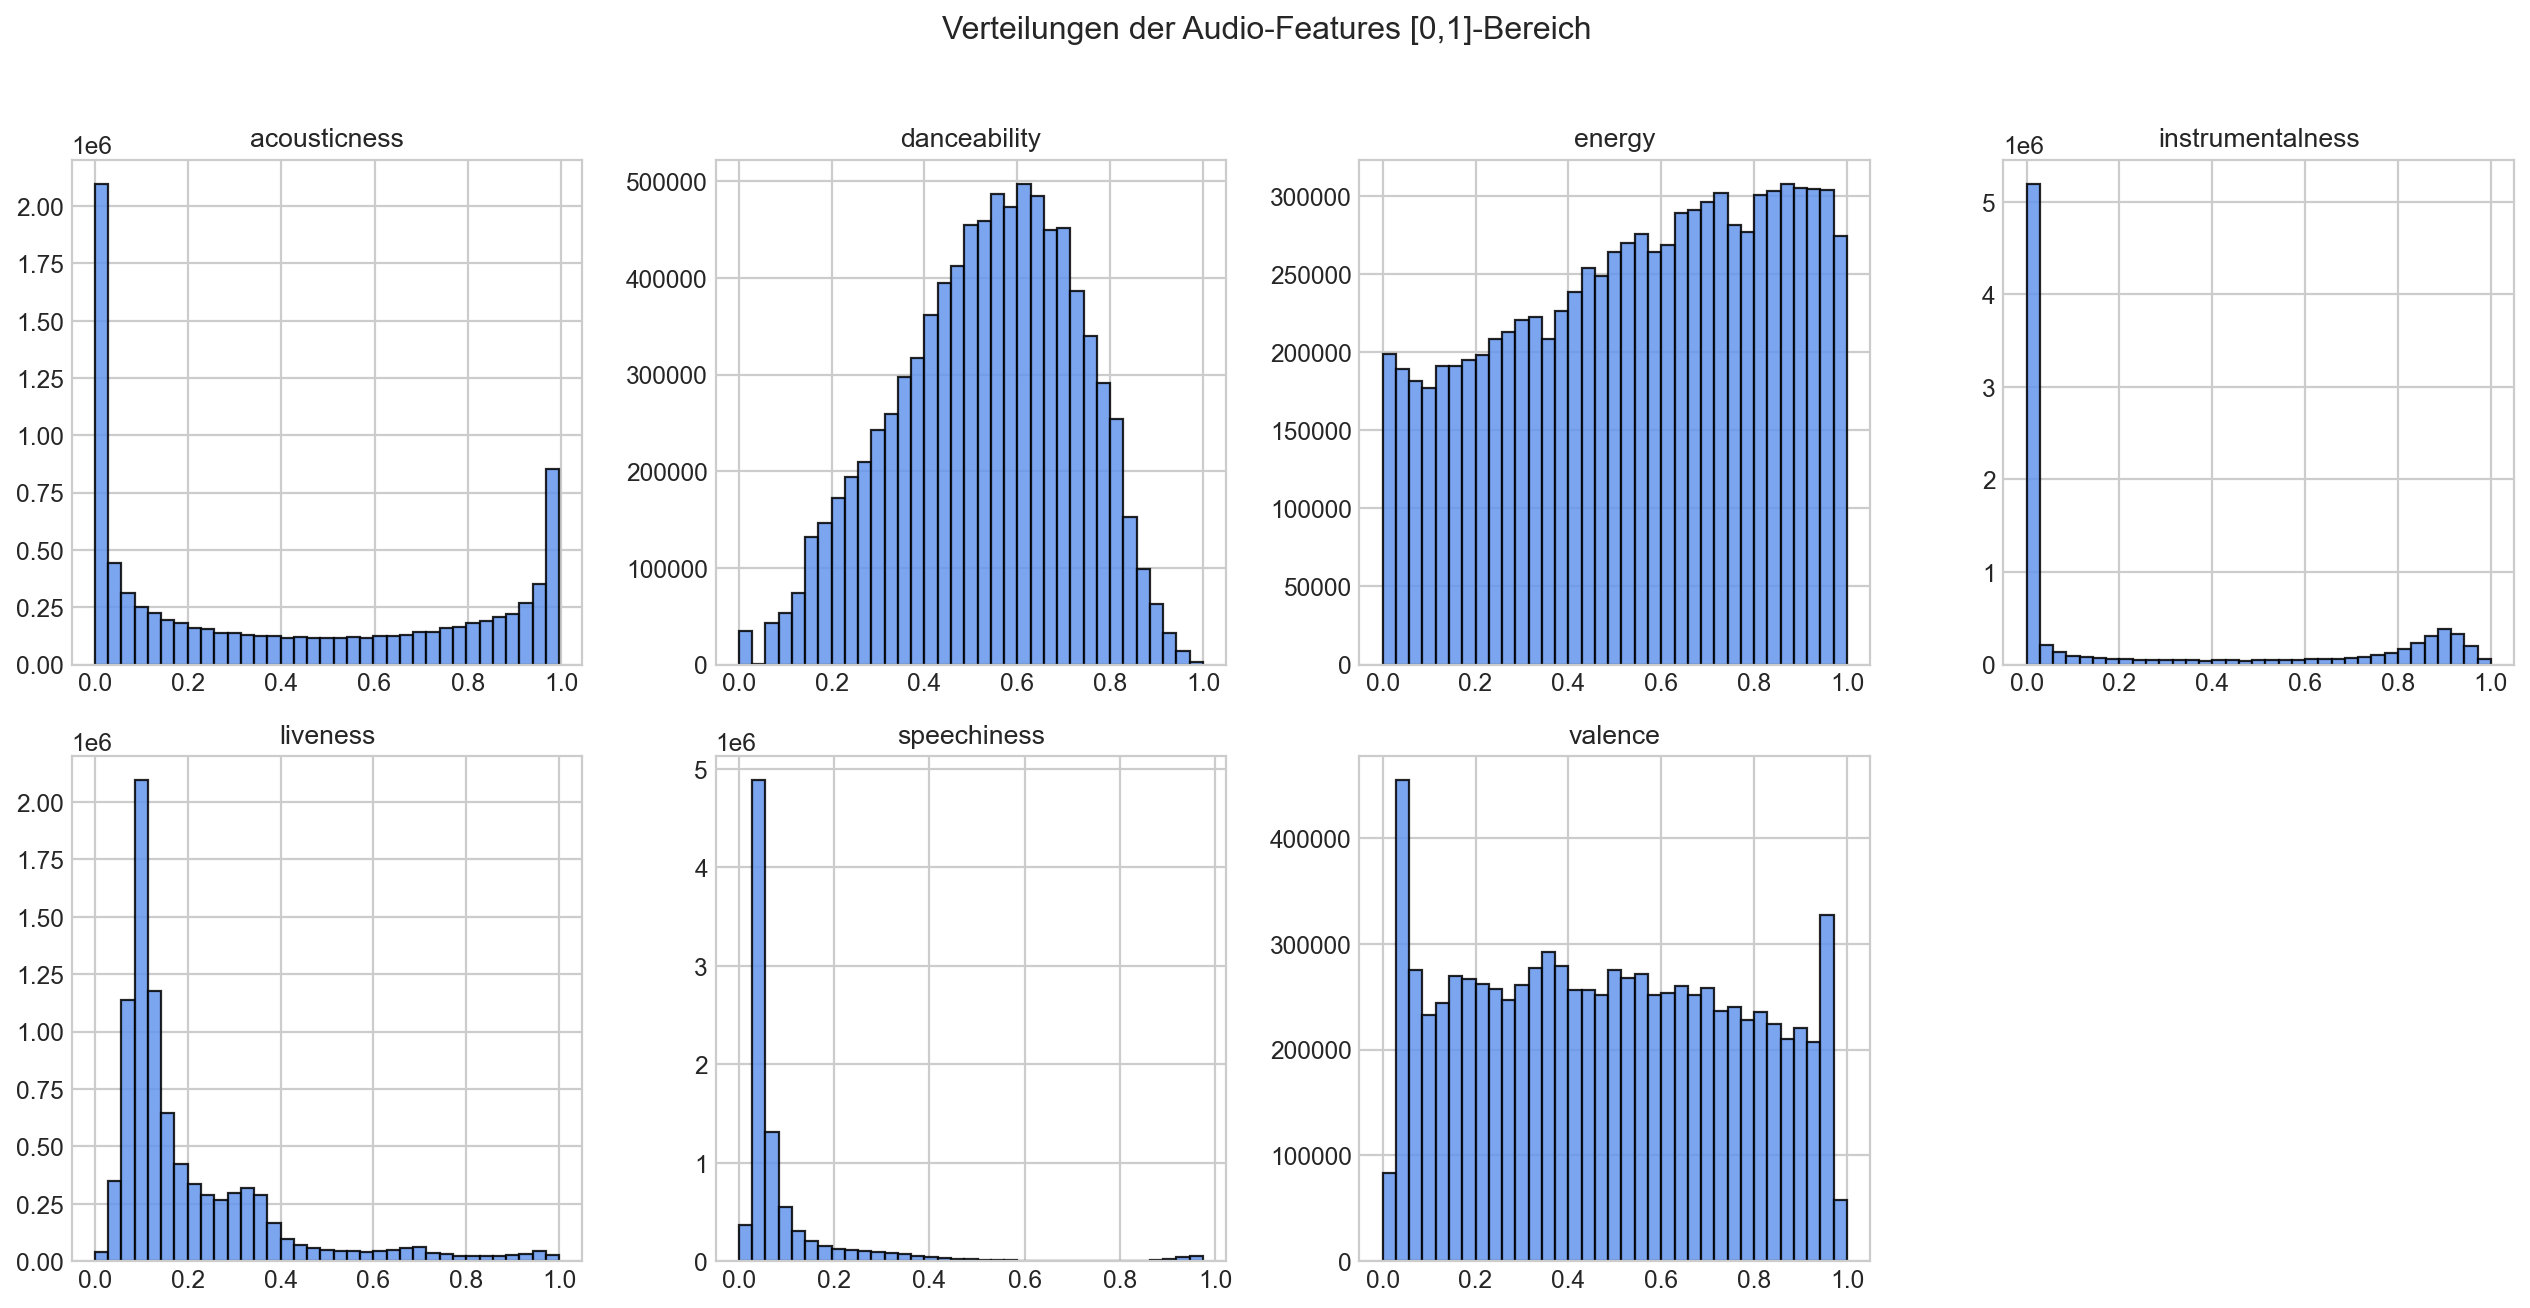 Verteilungen der Audio-Features [0,1]-Bereich
acousticness
1e6
2.00
1.75
1.50
1.25
1.00
0.75
0.50
0.25
0.00
0.0 0.2 0.4 0.6 0.8 1.0
danceability
500000
400000
300000
200000
100000
0
0.0 0.2 0.4 0.6 0.8 1.0
energy
300000
250000
200000
150000
100000
50000
0
0.0 0.2 0.4 0.6 0.8 1.0
instrumentalness
1e6
5
4
3
2
1
0
0.0 0.2 0.4 0.6 0.8 1.0
liveness
1e6
2.00
1.75
1.50
1.25
1.00
0.75
0.50
0.25
0.00
0.0 0.2 0.4 0.6 0.8 1.0
speechiness
1e6
5
4
3
2
1
0
0.0 0.2 0.4 0.6 0.8 1.0
valence
400000
300000
200000
100000
0
0.0 0.2 0.4 0.6 0.8 1.0